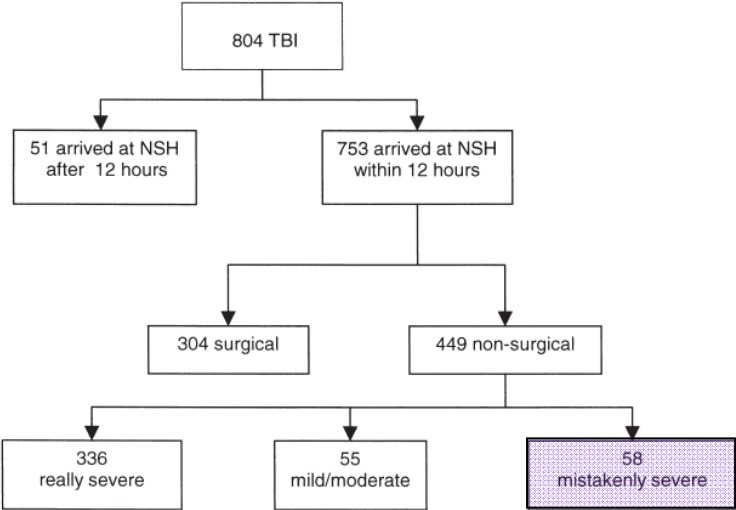 804 TBI
51 arrived at NSH
after 12 hours
753 arrived at NSH
within 12 hours
304 surgical
449 non-surgical
336
really severe
55
mild/moderate
58
mistakenly severe